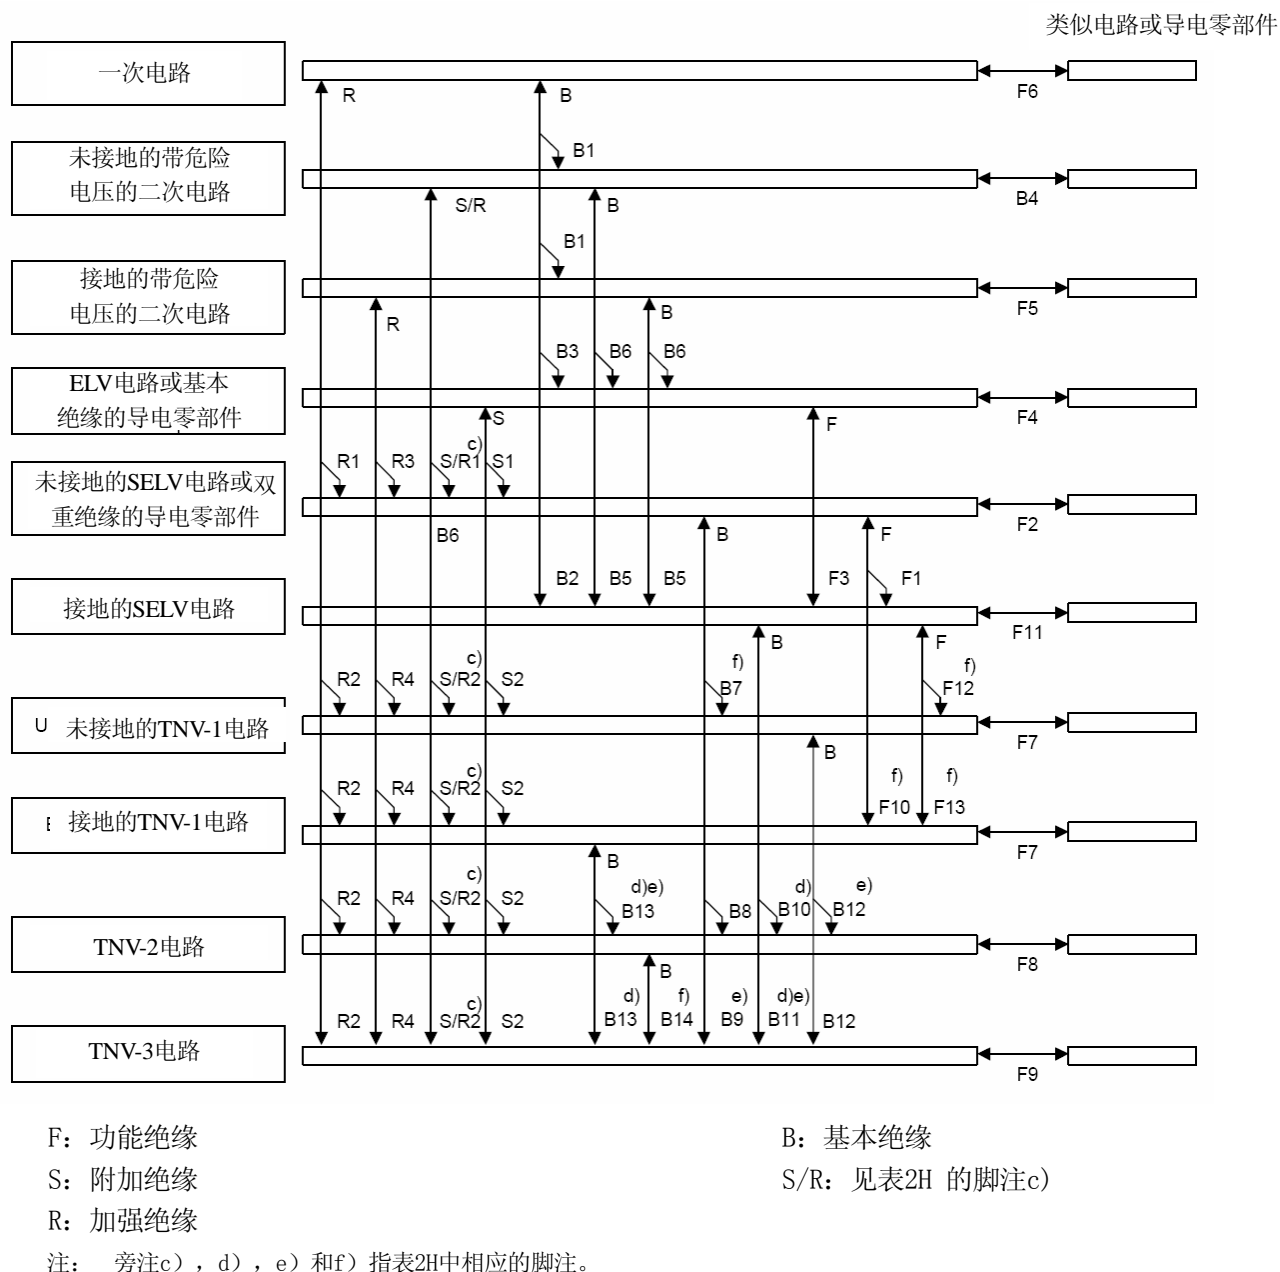 类似电路或导电零部件
一次电路
R
B
F6
B1
未接地的带危险
电压的二次电路
S/R
B
B4
B1
接地的带危险
电压的二次电路
R
B
F5
B3
B6
B6
ELV电路或基本
绝缘的导电零部件
S
F
F4
c)
R1
R3
S/R1
S1
未接地的SELV电路或双
重绝缘的导电零部件
B6
B
F
F2
B2
B5
B5
F3
F1
接地的SELV电路
B
F
F11
c)
f)
f)
R2
R4
S/R2
S2
B7
F12
U 未接地的TNV-1电路
B
F7
c)
f)
f)
R2
R4
S/R2
S2
F10
F13
接地的TNV-1电路
B
F7
c)
d)e)
d)
e)
R2
R4
S/R2
S2
B13
B8
B10
B12
TNV-2电路
B
F8
c)
d)
f)
e)
d)e)
R2
R4
S/R2
S2
B13
B14
B9
B11
B12
TNV-3电路
F9
F：功能绝缘
B：基本绝缘
S：附加绝缘
S/R：见表2H 的脚注c)
R：加强绝缘
注： 旁注c），d），e）和f）指表2H中相应的脚注。